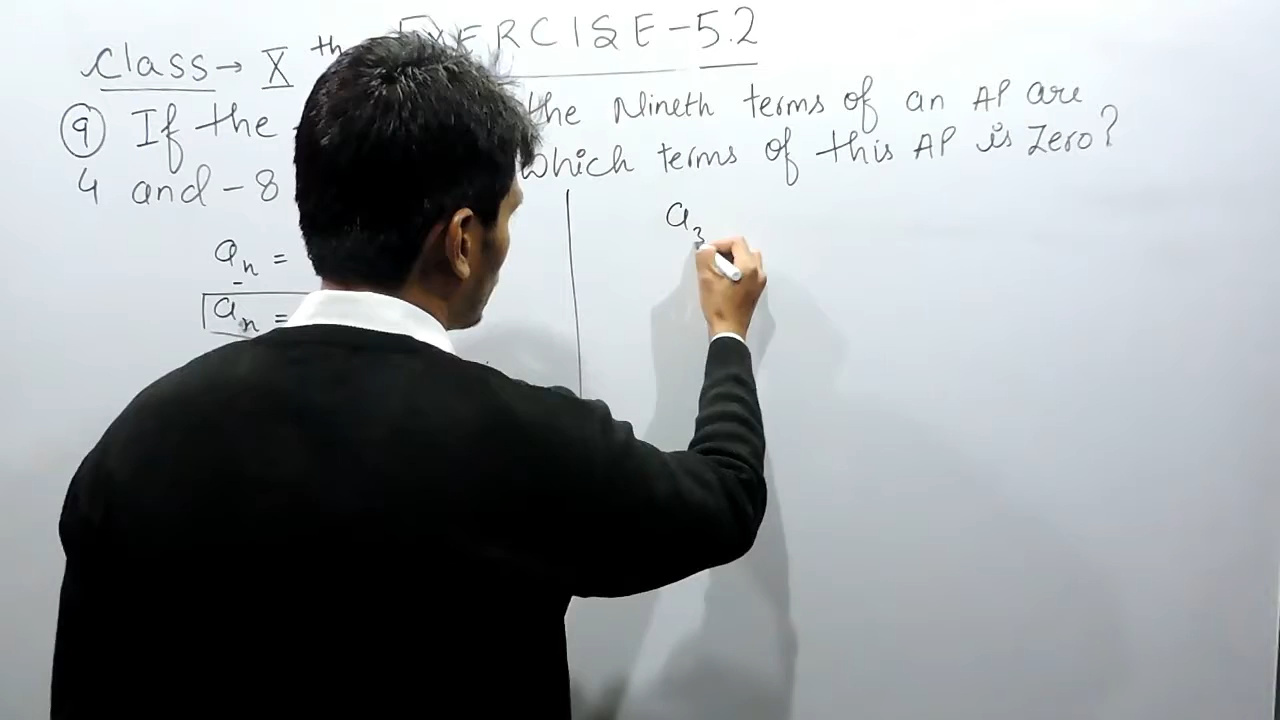 Class → X th EXERCISE-5.2
9 If the the Nineth terms of an AP are
4 and -8 which terms of this AP is Zero?
an =
an =
a3